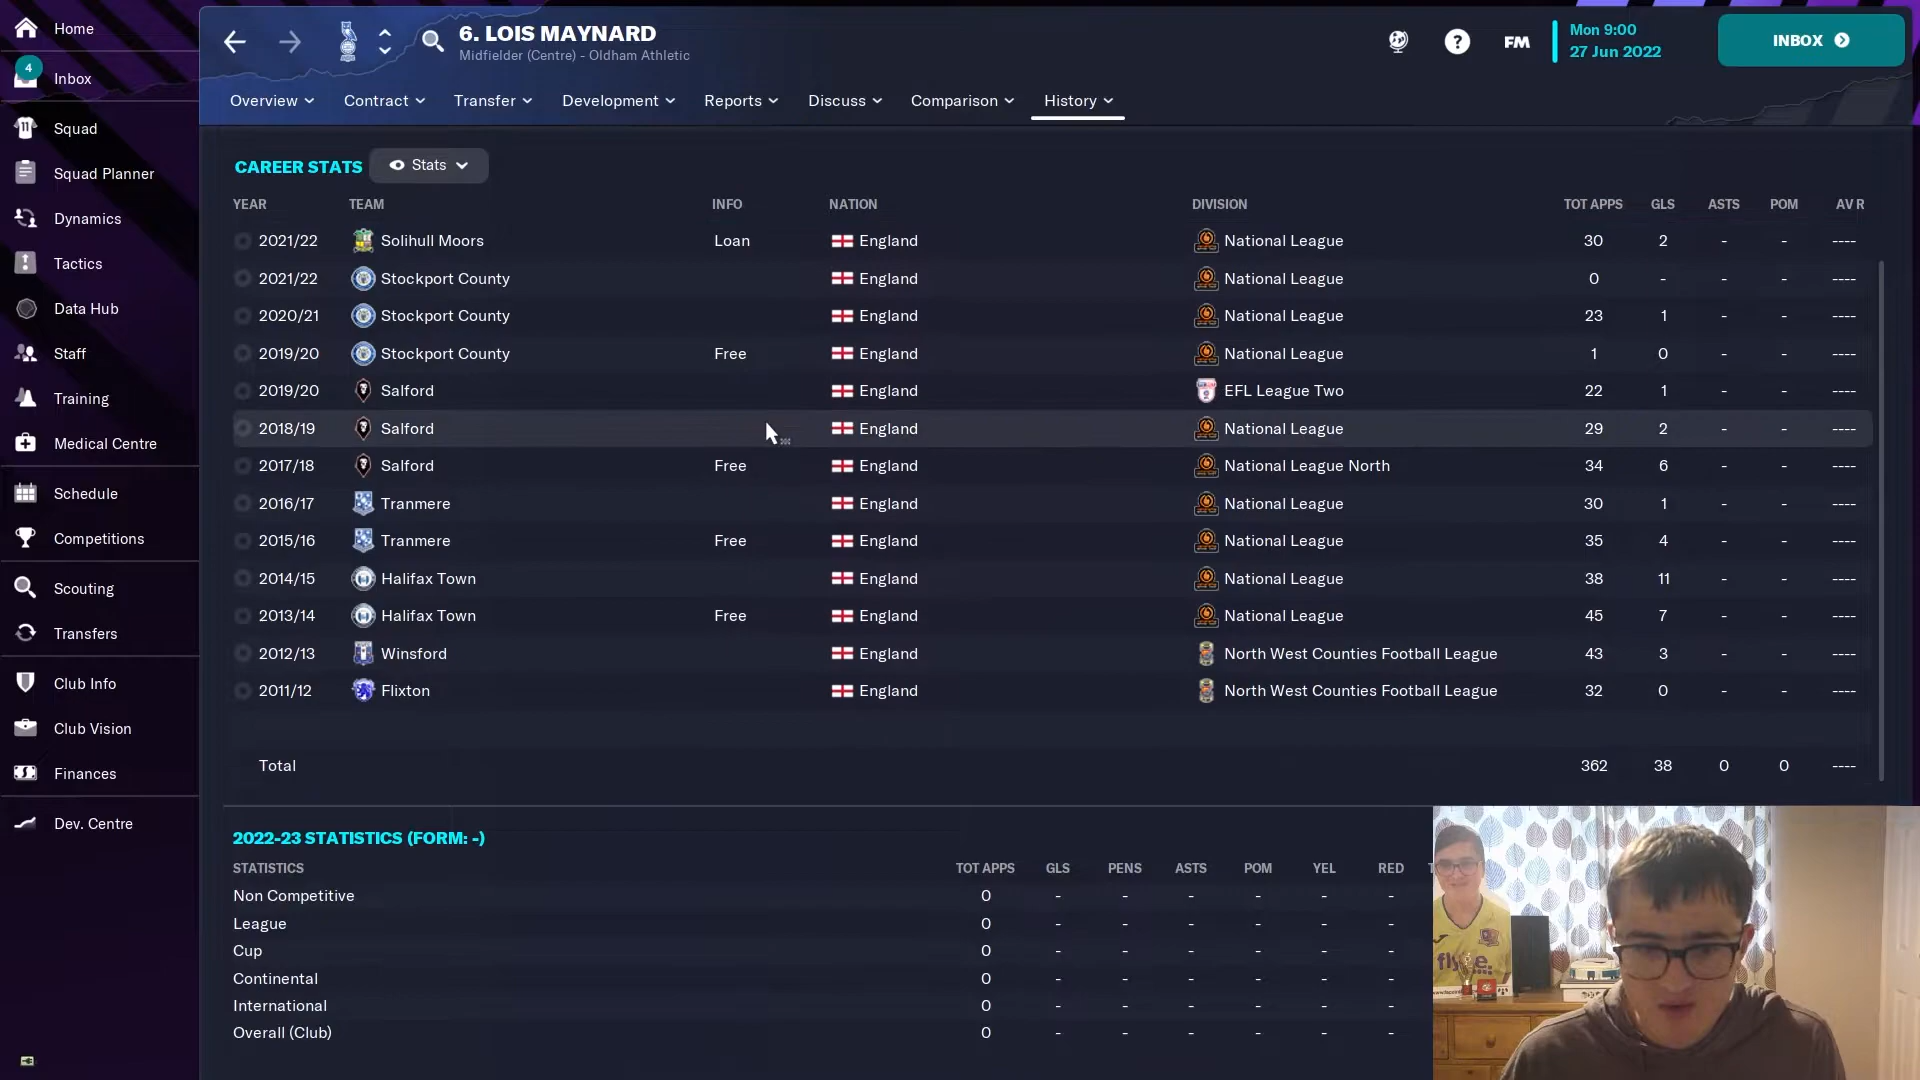 Home
4
Inbox
Squad
Squad Planner
Dynamics
Tactics
Data Hub
Staff
Training
Medical Centre
Schedule
Competitions
Scouting
Transfers
Club Info
Club Vision
Finances
Dev. Centre
6. LOIS MAYNARD
Midfielder (Centre) - Oldham Athletic
?
FM
Mon 9:00
27 Jun 2022
INBOX
Overview Contract Transfer Development Reports Discuss Comparison History
CAREER STATS Stats
YEAR TEAM INFO NATION DIVISION TOT APPS GLS ASTS POM AV R
2021/22 Solihull Moors Loan England National League 30 2 - - ----
2021/22 Stockport County England National League 0 - - - ----
2020/21 Stockport County England National League 23 1 - - ----
2019/20 Stockport County Free England National League 1 0 - - ----
2019/20 Salford England EFL League Two 22 1 - - ----
2018/19 Salford England National League 29 2 - - ----
2017/18 Salford Free England National League North 34 6 - - ----
2016/17 Tranmere England National League 30 1 - - ----
2015/16 Tranmere Free England National League 35 4 - - ----
2014/15 Halifax Town England National League 38 11 - - ----
2013/14 Halifax Town Free England National League 45 7 - - ----
2012/13 Winsford England North West Counties Football League 43 3 - - ----
2011/12 Flixton England North West Counties Football League 32 0 - - ----
Total 362 38 0 0 ----
2022-23 STATISTICS (FORM: -)
STATISTICS TOT APPS GLS PENS ASTS POM YEL RED
Non Competitive 0 - - - - - -
League 0 - - - - - -
Cup 0 - - - - - -
Continental 0 - - - - - -
International 0 - - - - - -
Overall (Club) 0 - - - - - -